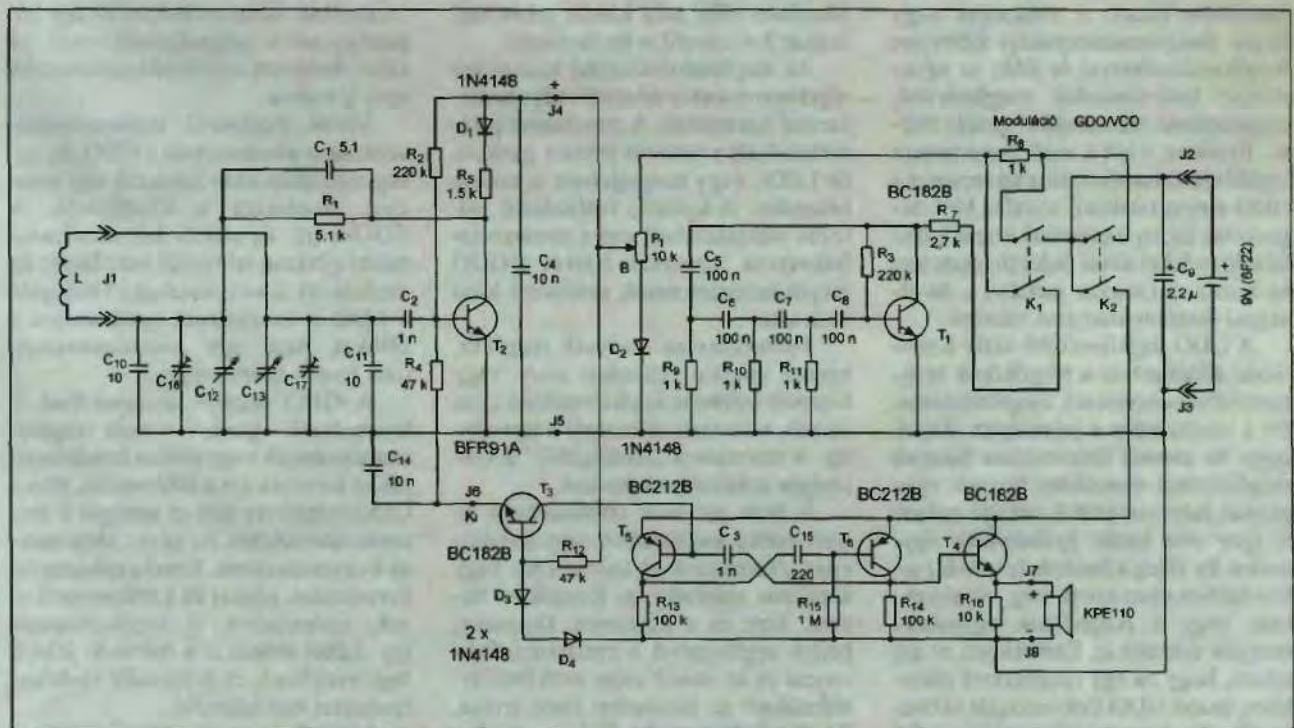 1N4148
+
J4
D1
R2
220 k
R5
1.5 k
C1 5,1
R1
5.1 k
L
J1
C4
10 n
C2
1 n
T2
R4
47 k
C10
10
C16
C12
C13
C17
C11
10
BFR91A
J5
C14
10 n
J6
Ki
T3
BC182B
R12
47 k
D3
D4
2 x
1N4148
P1
10k
B
D2
1N4148
C5
100 n
C6
100 n
C7
100 n
C8
100 n
R9
1 k
R10
1 k
R11
1 k
R3
220 k
BC182B
T1
R7
2,7 k
Moduláció
GDO/VCO
R8
1 k
K1
K2
J2
J3
C9
+
2,2 µ
+
9V (6F22)
BC212B
T5
C3
1 n
C15
220
BC212B
T6
BC182B
T4
R13
100 k
R15
1 M
R14
100 k
R16
10 k
J7
+
J8
KPE110